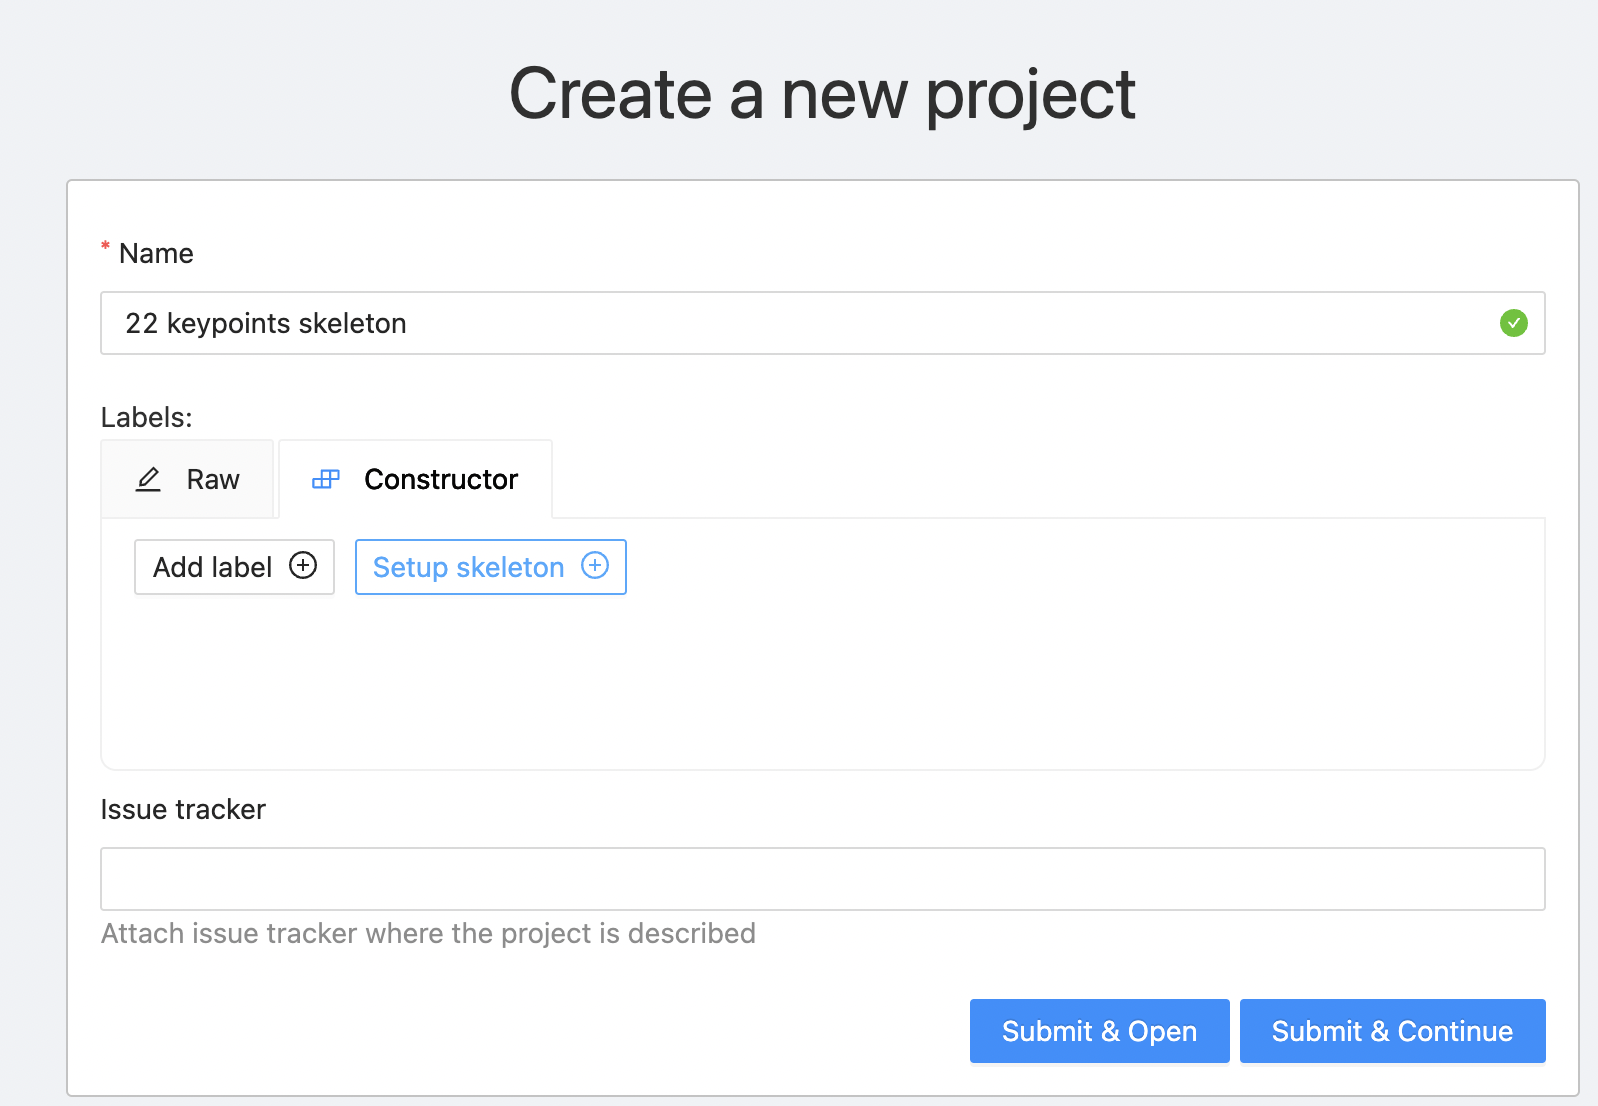 Create a new project
* Name
22 keypoints skeleton
Labels:
Raw Constructor
Add label Setup skeleton
Issue tracker
Attach issue tracker where the project is described
Submit & Open Submit & Continue